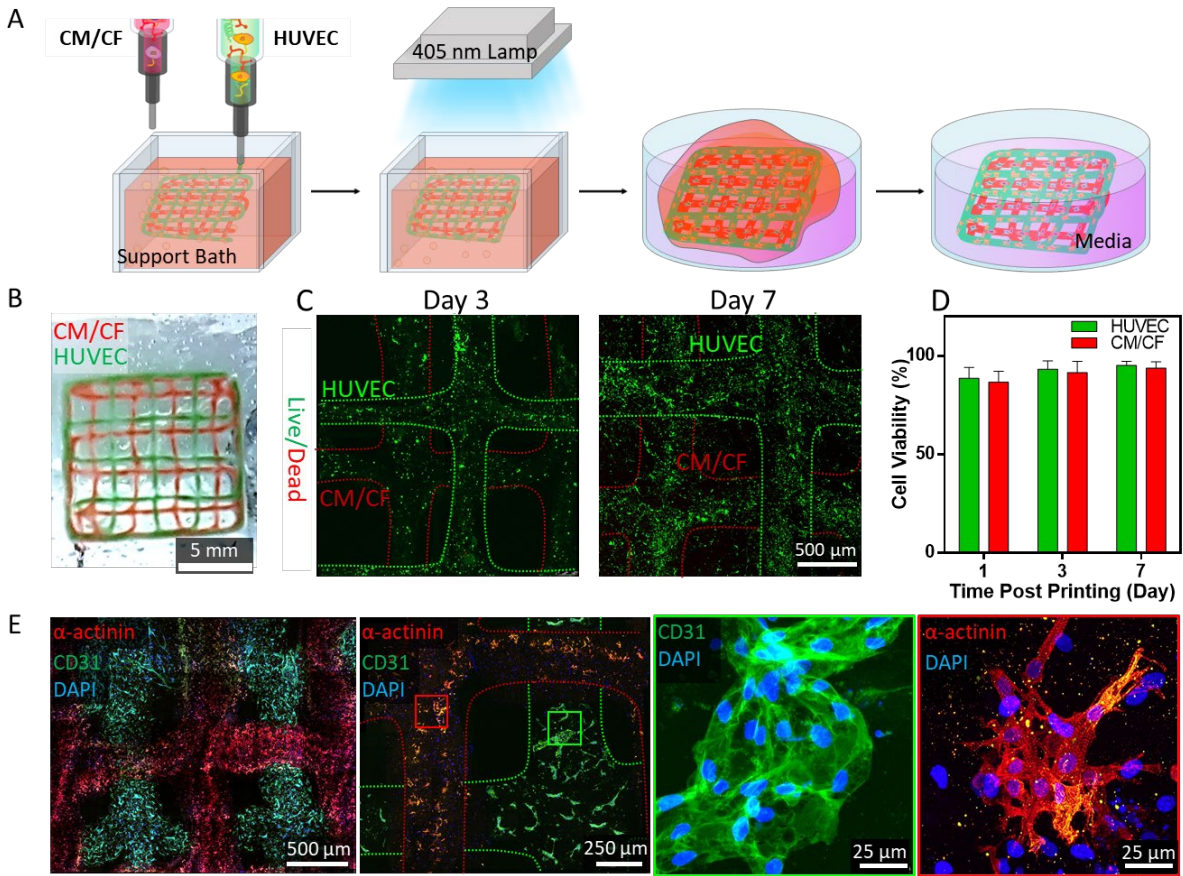 A
CM/CF
HUVEC
405 nm Lamp
Support Bath
Media
B
CM/CF
HUVEC
5 mm
C
Day 3
Day 7
Live/Dead
HUVEC
CM/CF
HUVEC
CM/CF
500 µm
D
HUVEC
CM/CF
100
50
0
Cell Viability (%)
1 3 7
Time Post Printing (Day)
E
α-actinin
CD31
DAPI
500 µm
α-actinin
CD31
DAPI
250 µm
CD31
DAPI
25 µm
α-actinin
DAPI
25 µm